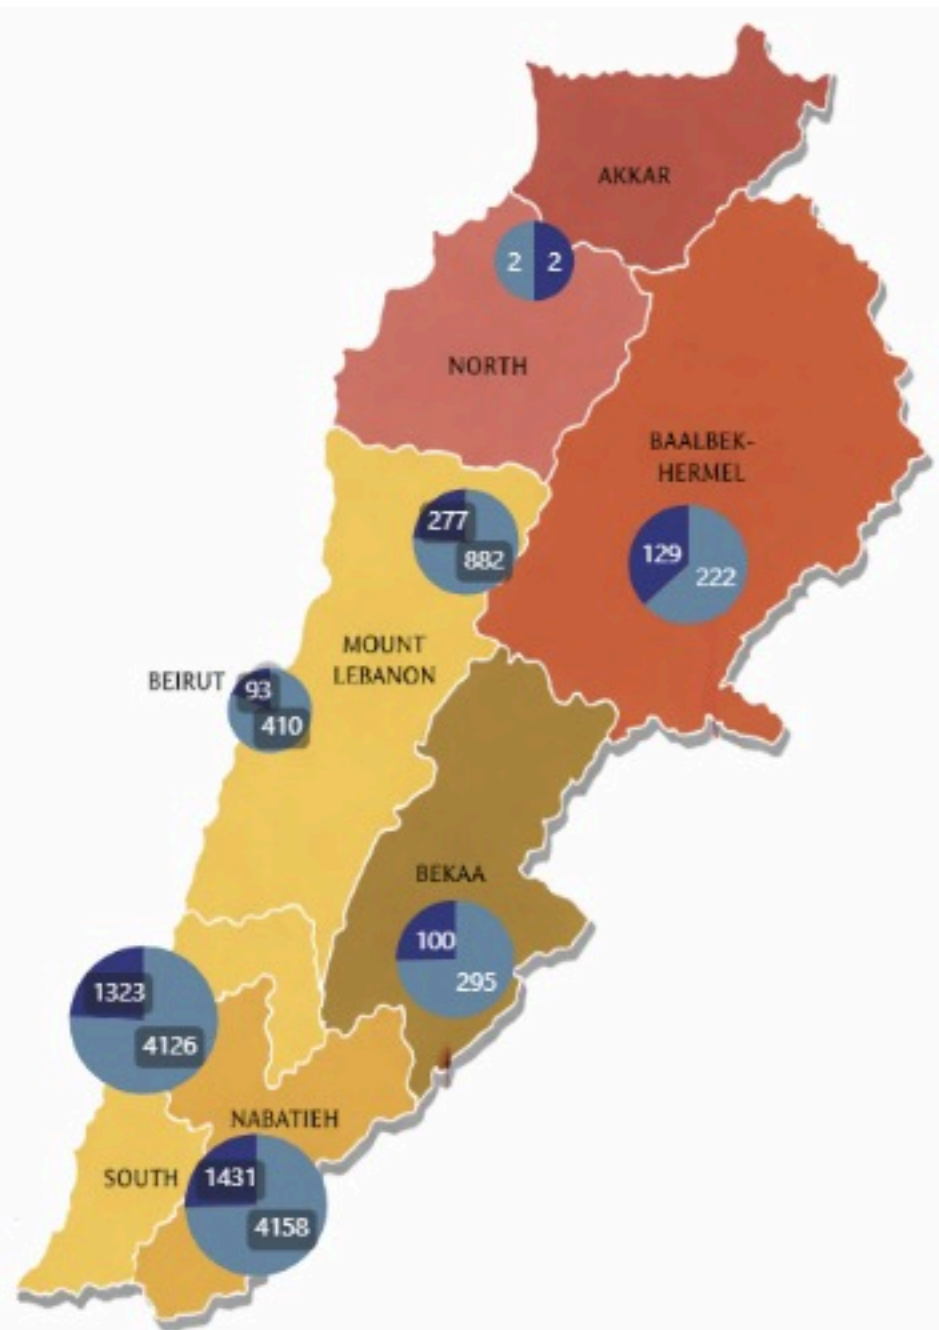 AKKAR
2 2
NORTH
BAALBEK-
HERMEL
277
882
129
222
MOUNT
LEBANON
BEIRUT
93
410
BEKAA
100
295
1323
4126
NABATIEH
SOUTH
1431
4158